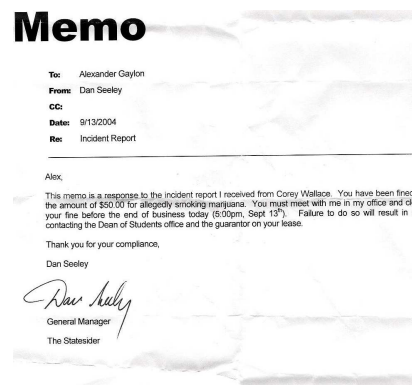 Memo
To: Alexander Gaylon
From: Dan Seeley
CC:
Date: 9/13/2004
Re: Incident Report
Alex,
This memo is a response to the incident report I received from Corey Wallace. You have been fined
the amount of $50.00 for allegedly smoking marijuana. You must meet with me in my office and
your fine before the end of business today (5:00pm, Sept 13th). Failure to do so will result in
contacting the Dean of Students office and the guarantor on your lease.
Thank you for your compliance,
Dan Seeley
Dan Seeley
General Manager
The Statesider